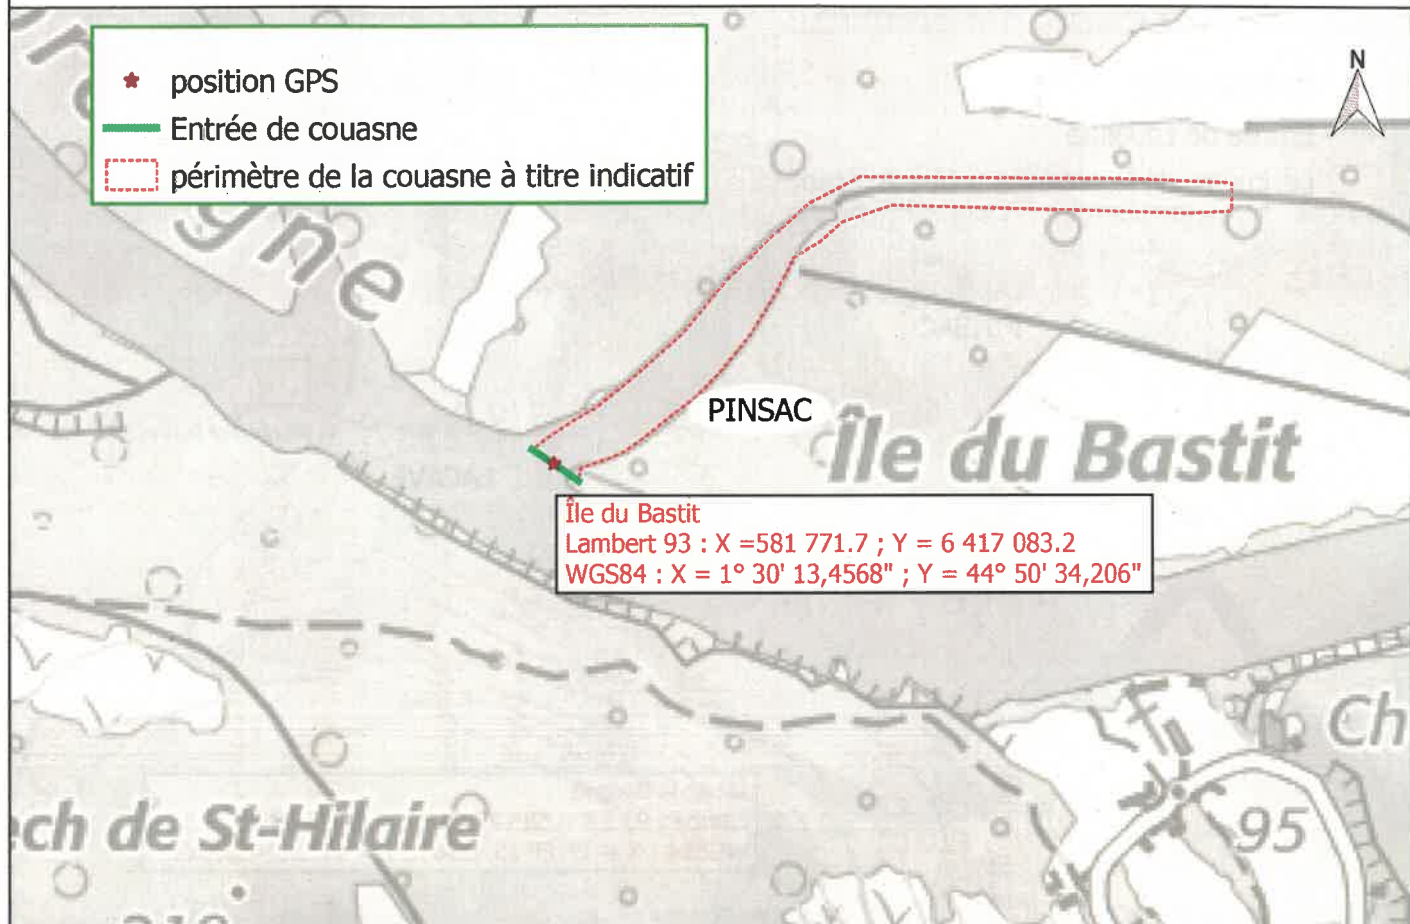 position GPS
Entrée de couasne
périmètre de la couasne à titre indicatif
N
gne
PINSAC
Île du Bastit
Île du Bastit
Lambert 93 : X =581 771.7 ; Y = 6 417 083.2
WGS84 : X = 1° 30' 13,4568" ; Y = 44° 50' 34,206"
Ch
ech de St-Hilaire
95